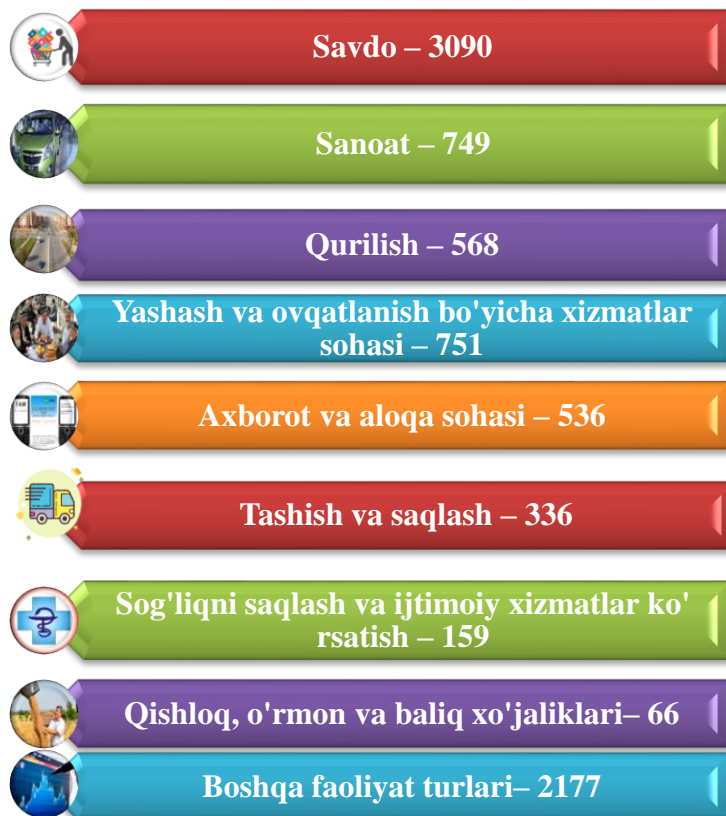 Savdo – 3090
Sanoat – 749
Qurilish – 568
Yashash va ovqatlanish bo'yicha xizmatlar
sohasi – 751
Axborot va aloqa sohasi – 536
Tashish va saqlash – 336
Sog'liqni saqlash va ijtimoiy xizmatlar ko'
rsatish – 159
Qishloq, o'rmon va baliq xo'jaliklari– 66
Boshqa faoliyat turlari– 2177